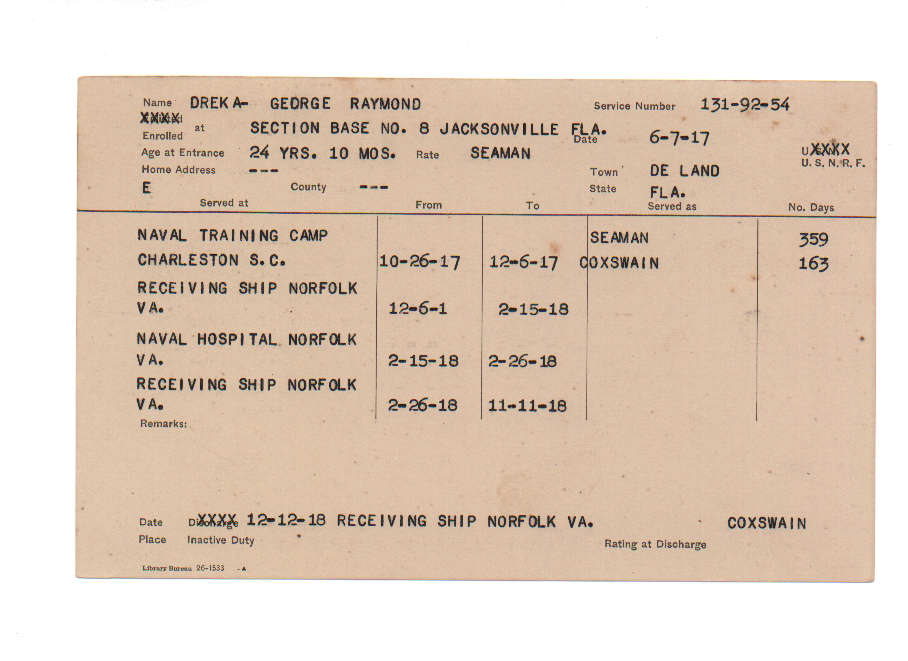 Name DREKA- GEORGE RAYMOND Service Number 131-92-54
XXXX at
Enrolled SECTION BASE NO. 8 JACKSONVILLE FLA. Date 6-7-17
Age at Entrance 24 YRS. 10 MOS. Rate SEAMAN U.S.N. XXXX
Home Address --- Town DE LAND U. S. N. R. F.
E County --- State FLA.
Served at From To Served as No. Days
NAVAL TRAINING CAMP SEAMAN 359
CHARLESTON S.C. 10-26-17 12-6-17 COXSWAIN 163
RECEIVING SHIP NORFOLK
VA. 12-6-1 2-15-18
NAVAL HOSPITAL NORFOLK
VA. 2-15-18 2-26-18
RECEIVING SHIP NORFOLK
VA. 2-26-18 11-11-18
Remarks:
Date Discharge XXXX 12-12-18 RECEIVING SHIP NORFOLK VA. COXSWAIN
Place Inactive Duty Rating at Discharge
Library Bureau 26-1533 -A